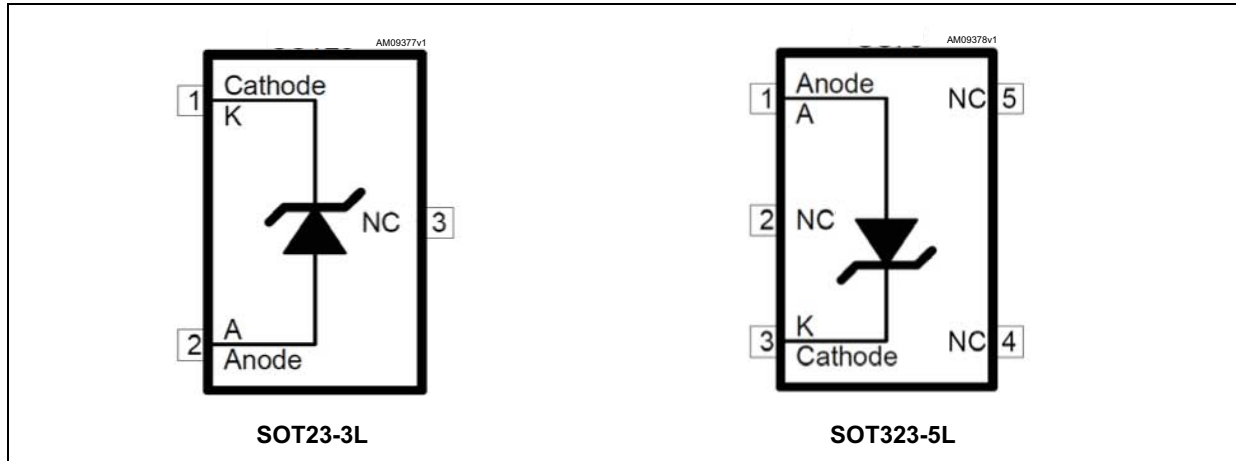 AM09377v1
Cathode
1
K
NC 3
A
2
Anode
SOT23-3L
AM09378v1
Anode
1
A
NC 5
2 NC
K
3
Cathode
NC 4
SOT323-5L